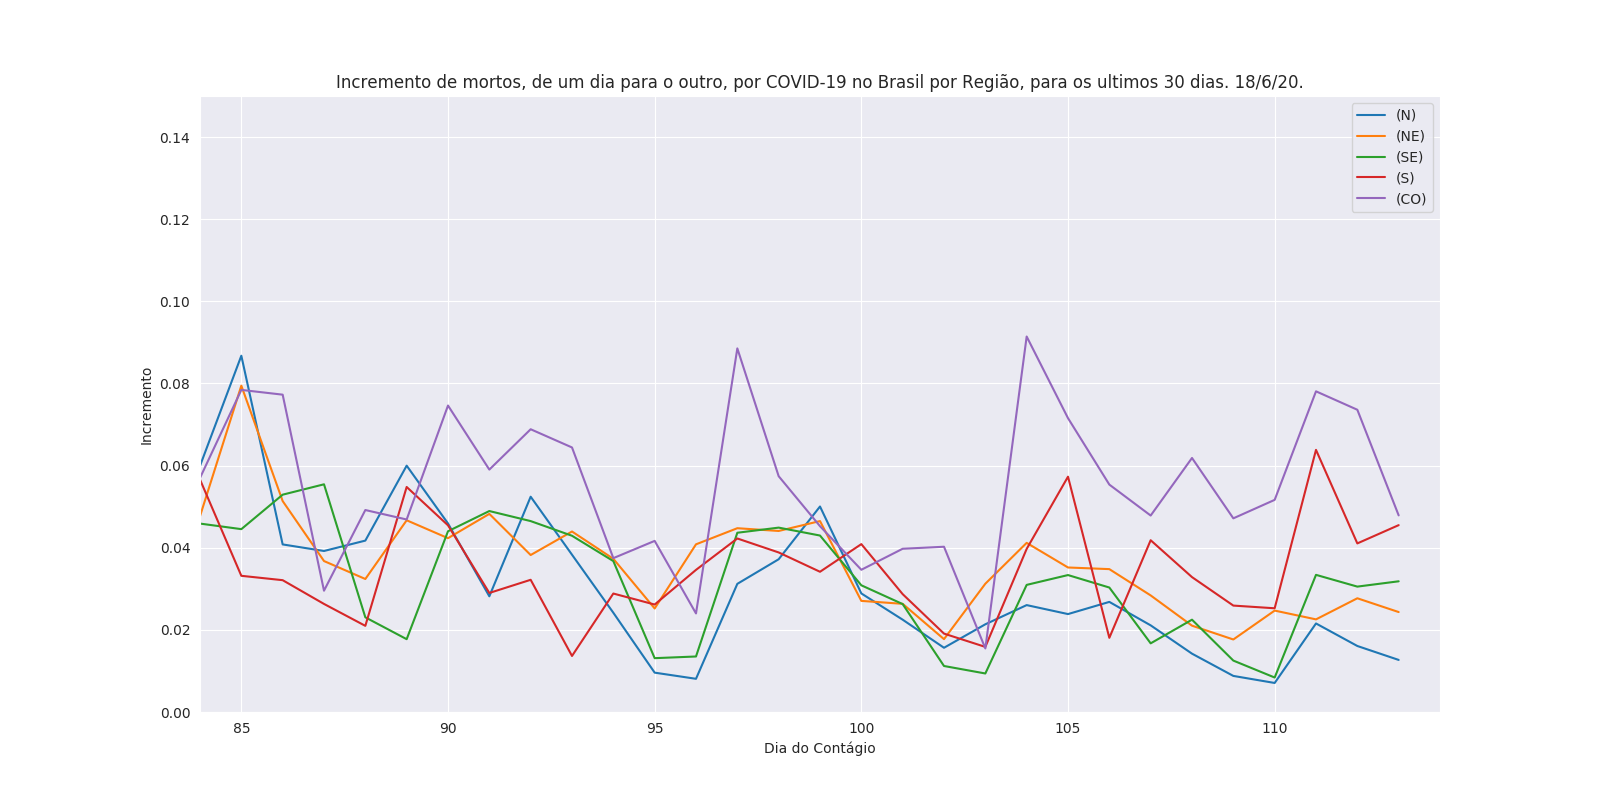 Incremento de mortos, de um dia para o outro, por COVID-19 no Brasil por Região, para os ultimos 30 dias. 18/6/20.
(N)
(NE)
(SE)
(S)
(CO)
0.14
0.12
0.10
0.08
0.06
0.04
0.02
0.00
Incremento
85 90 95 100 105 110
Dia do Contágio